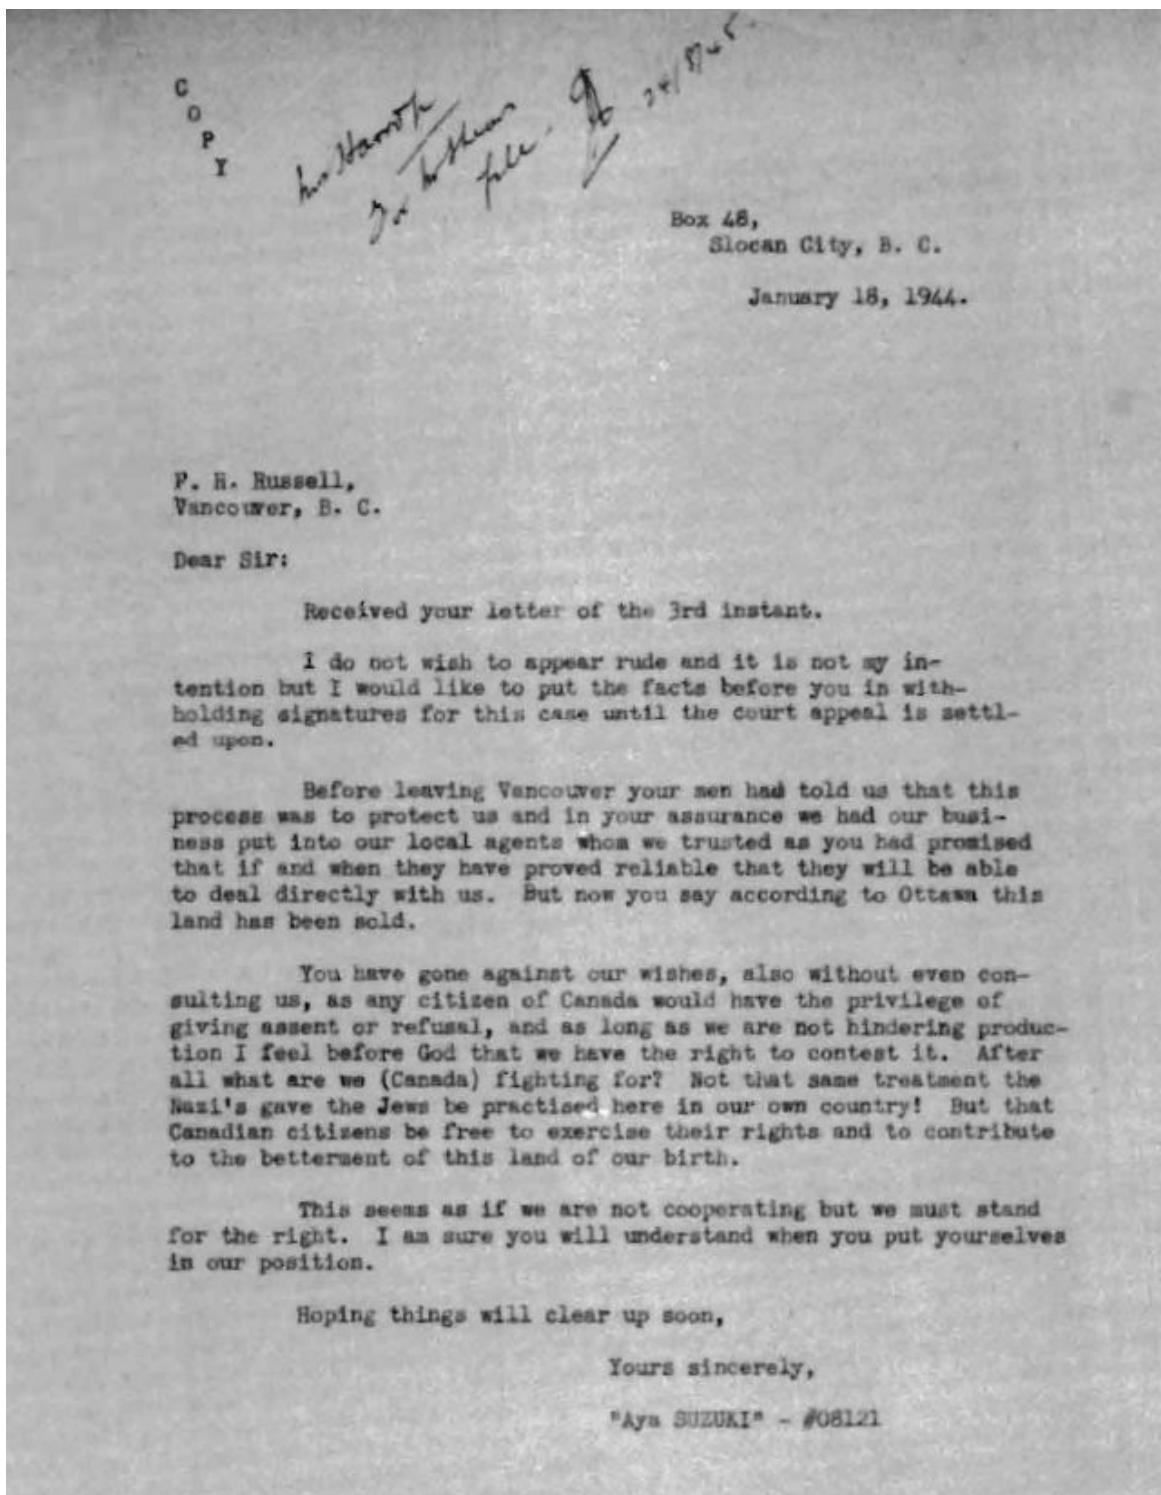 COPY
file
Box 48,
Slocan City, B. C.
January 18, 1944.
F. H. Russell,
Vancouver, B. C.
Dear Sir:
Received your letter of the 3rd instant.
I do not wish to appear rude and it is not my in-
tention but I would like to put the facts before you in with-
holding signatures for this case until the court appeal is settl-
ed upon.
Before leaving Vancouver your men had told us that this
process was to protect us and in your assurance we had our busi-
ness put into our local agents whom we trusted as you had promised
that if and when they have proved reliable that they will be able
to deal directly with us. But now you say according to Ottawa this
land has been sold.
You have gone against our wishes, also without even con-
sulting us, as any citizen of Canada would have the privilege of
giving assent or refusal, and as long as we are not hindering produc-
tion I feel before God that we have the right to contest it. After
all what are we (Canada) fighting for? Not that same treatment the
Nazi's gave the Jews be practised here in our own country! But that
Canadian citizens be free to exercise their rights and to contribute
to the betterment of this land of our birth.
This seems as if we are not cooperating but we must stand
for the right. I am sure you will understand when you put yourselves
in our position.
Hoping things will clear up soon,
Yours sincerely,
"Aya SUZUKI" - #08121